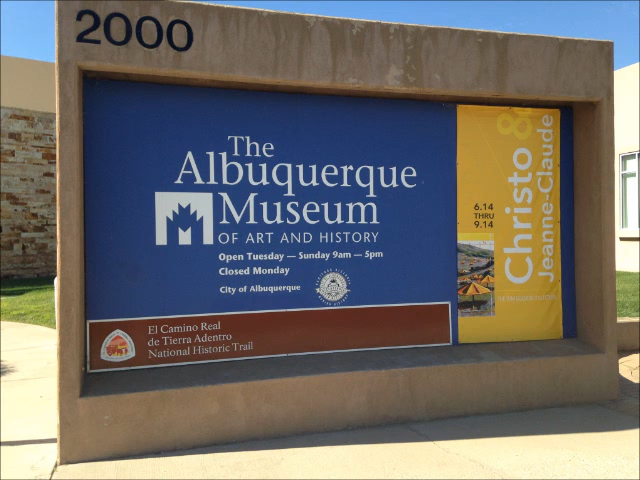 2000
The
Albuquerque
Museum
OF ART AND HISTORY
Open Tuesday — Sunday 9am — 5pm
Closed Monday
City of Albuquerque
El Camino Real
de Tierra Adentro
National Historic Trail
6.14
THRU
9.14
Christo &
Jeanne-Claude